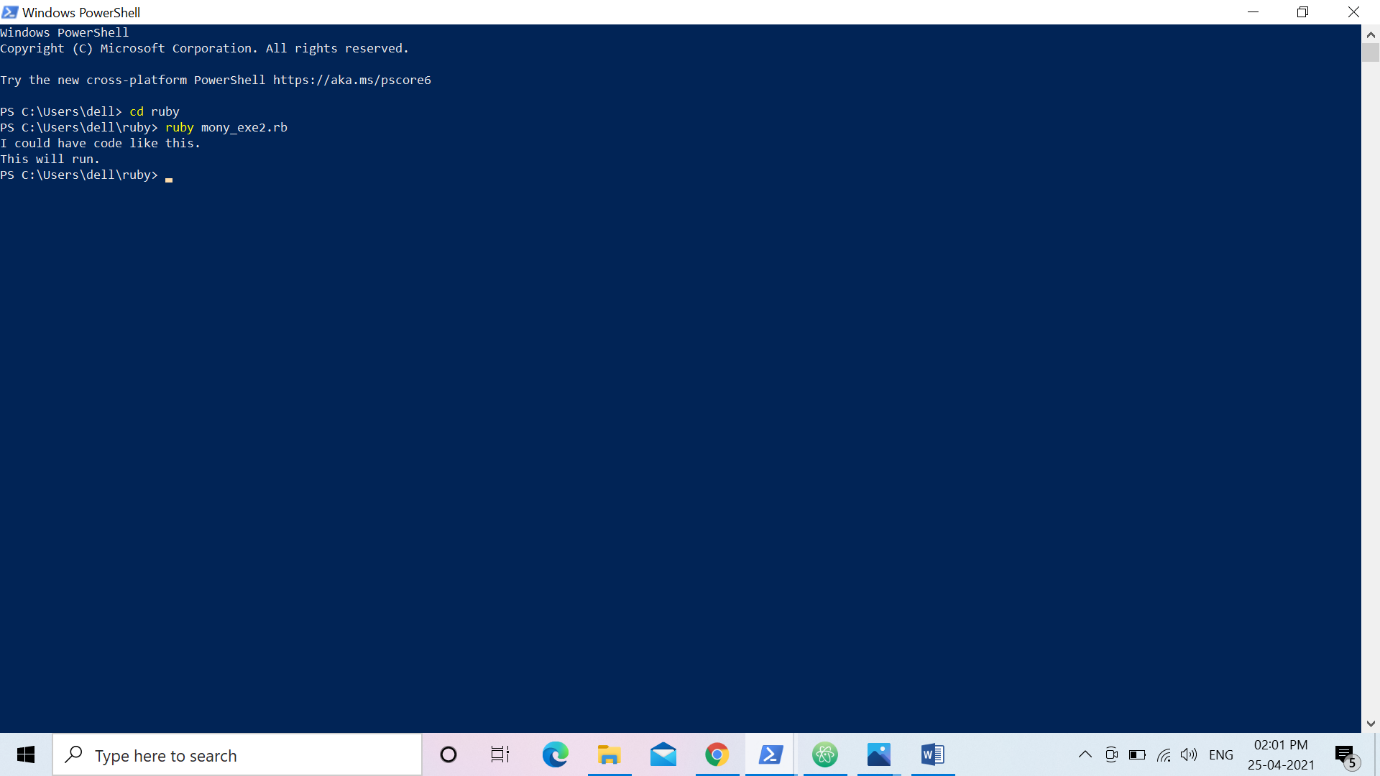 Windows PowerShell
Windows PowerShell
Copyright (C) Microsoft Corporation. All rights reserved.
Try the new cross-platform PowerShell https://aka.ms/pscore6
PS C:\Users\dell> cd ruby
PS C:\Users\dell\ruby> ruby mony_exe2.rb
I could have code like this.
This will run.
PS C:\Users\dell\ruby>
Type here to search
W
ENG
02:01 PM
25-04-2021
5